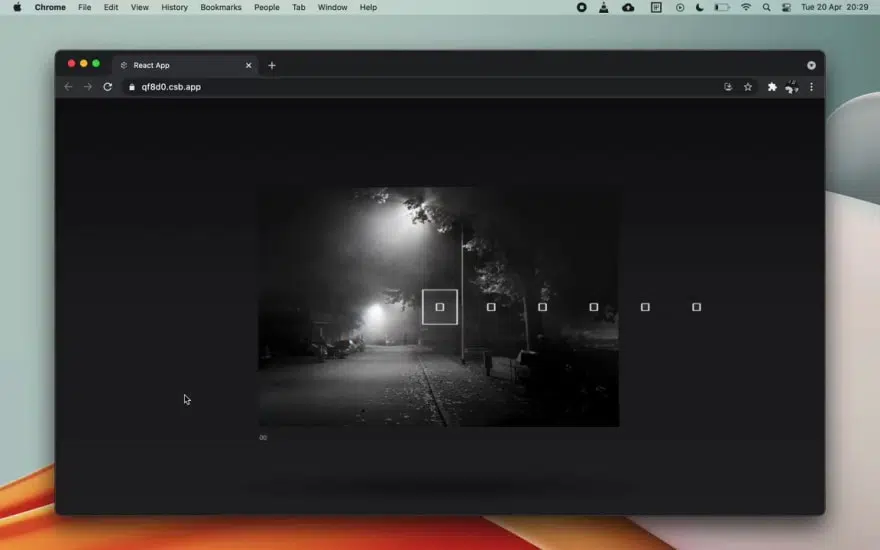 Chrome File Edit View History Bookmarks People Tab Window Help Tue 20 Apr 20:29
React App
qf8d0.csb.app
00